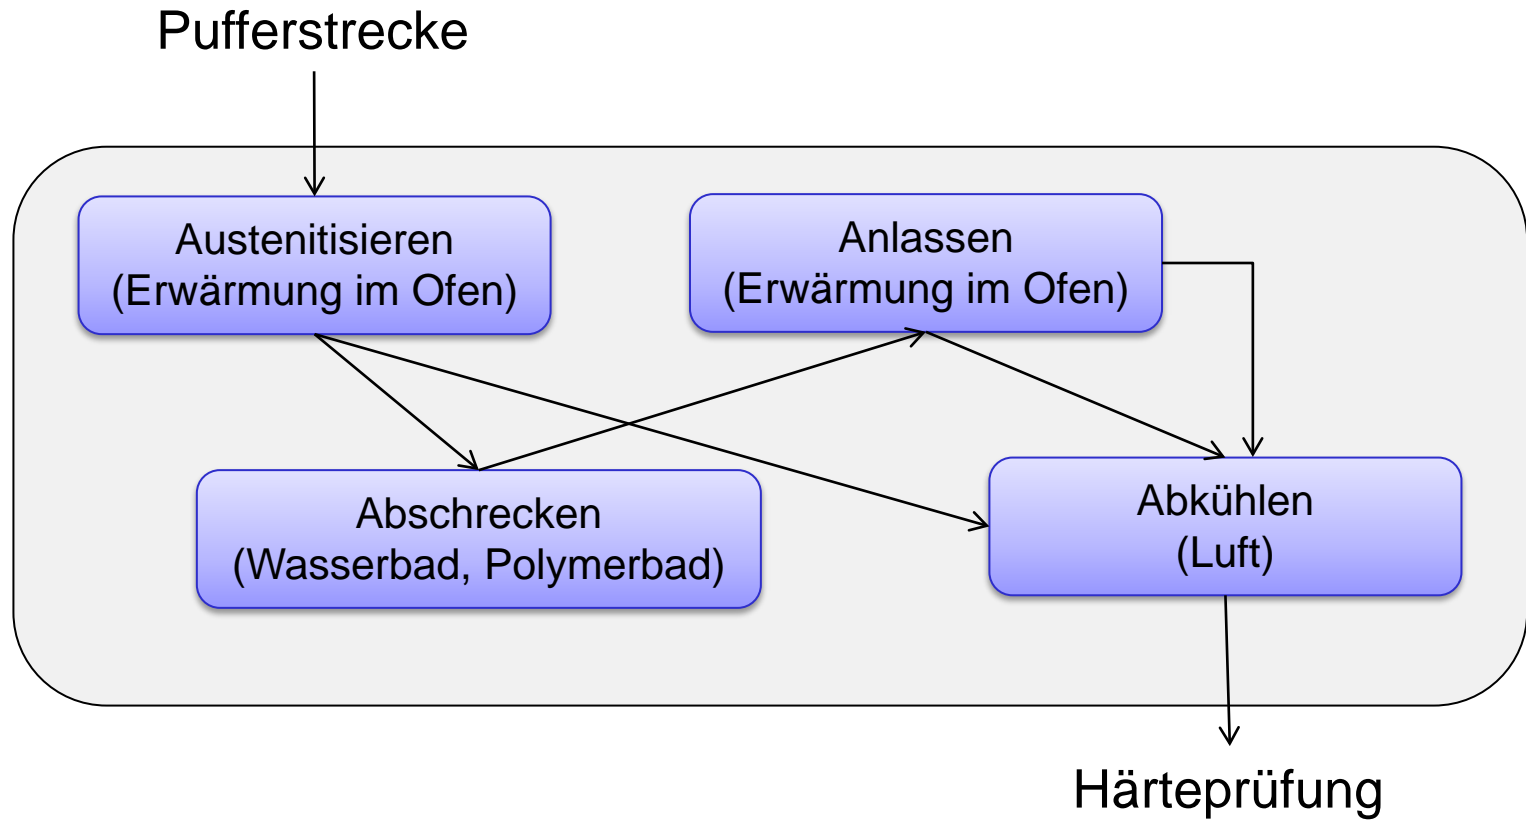 Pufferstrecke
Austenitisieren
(Erwärmung im Ofen)
Anlassen
(Erwärmung im Ofen)
Abschrecken
(Wasserbad, Polymerbad)
Abkühlen
(Luft)
Härteprüfung